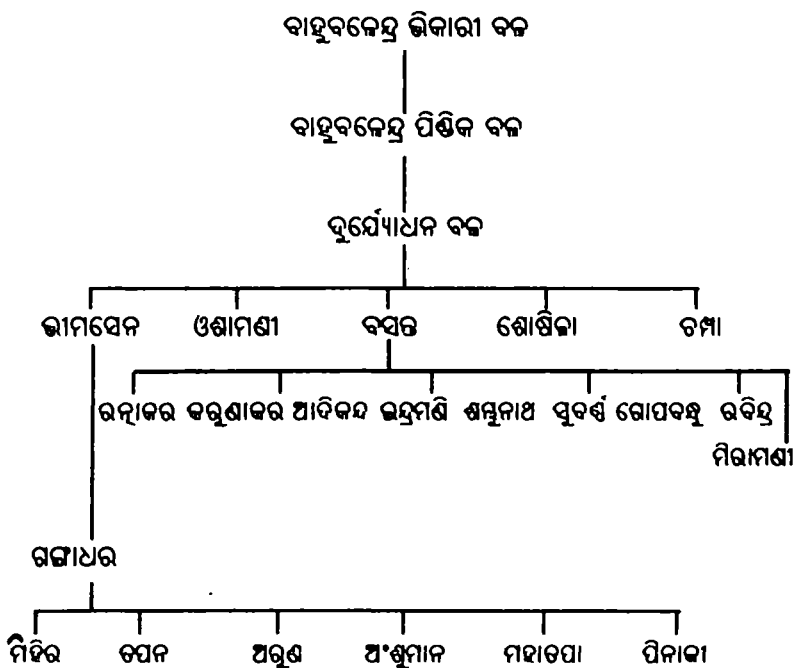 ବାହୁବଳେନ୍ଦ୍ର ଭିକାରୀ ବଳ
ବାହୁବଳେନ୍ଦ୍ର ପିଣ୍ଡିକ ବଳ
ଦୁର୍ଯ୍ୟୋଧନ ବଳ
ଭୀମସେନ ଓଶାମଣୀ ବସନ୍ତ ଶୋଷିଳା ଚମ୍ପା
ରତ୍ନାକର କରୁଣାକର ଆଦିକନ୍ଦ ଇନ୍ଦ୍ରମଣି ଶମ୍ଭୁନାଥ ସୁବର୍ଣ୍ଣ ଗୋପବନ୍ଧୁ ରବିନ୍ଦ୍ର
ମିରାମଣୀ
ଗଙ୍ଗାଧର
ମିହିର ତପନ ଅରୁଣ ଅଂଶୁମାନ ମହାତପା ପିନାକୀ